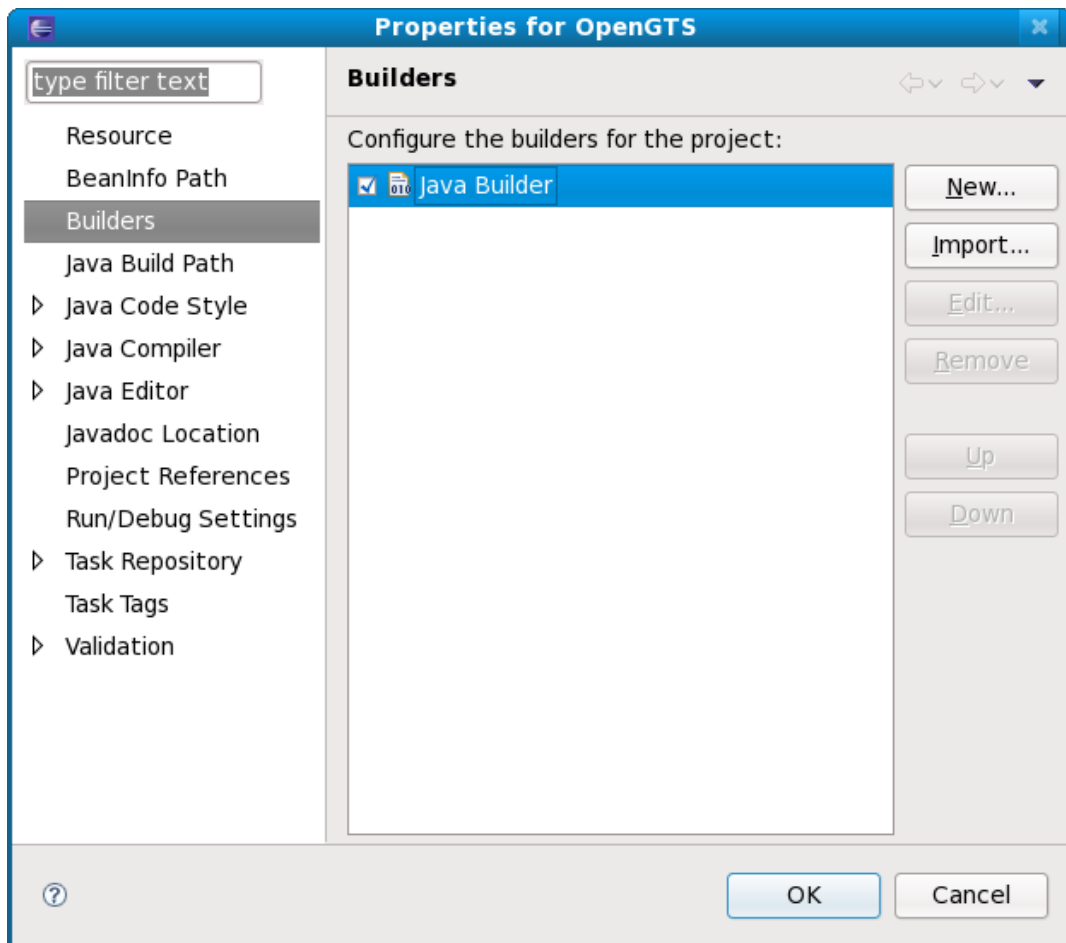 Properties for OpenGTS
type filter text
Resource
BeanInfo Path
Builders
Java Build Path
Java Code Style
Java Compiler
Java Editor
Javadoc Location
Project References
Run/Debug Settings
Task Repository
Task Tags
Validation
Builders
Configure the builders for the project:
010
Java Builder
New...
Import...
Edit...
Remove
Up
Down
?
OK
Cancel